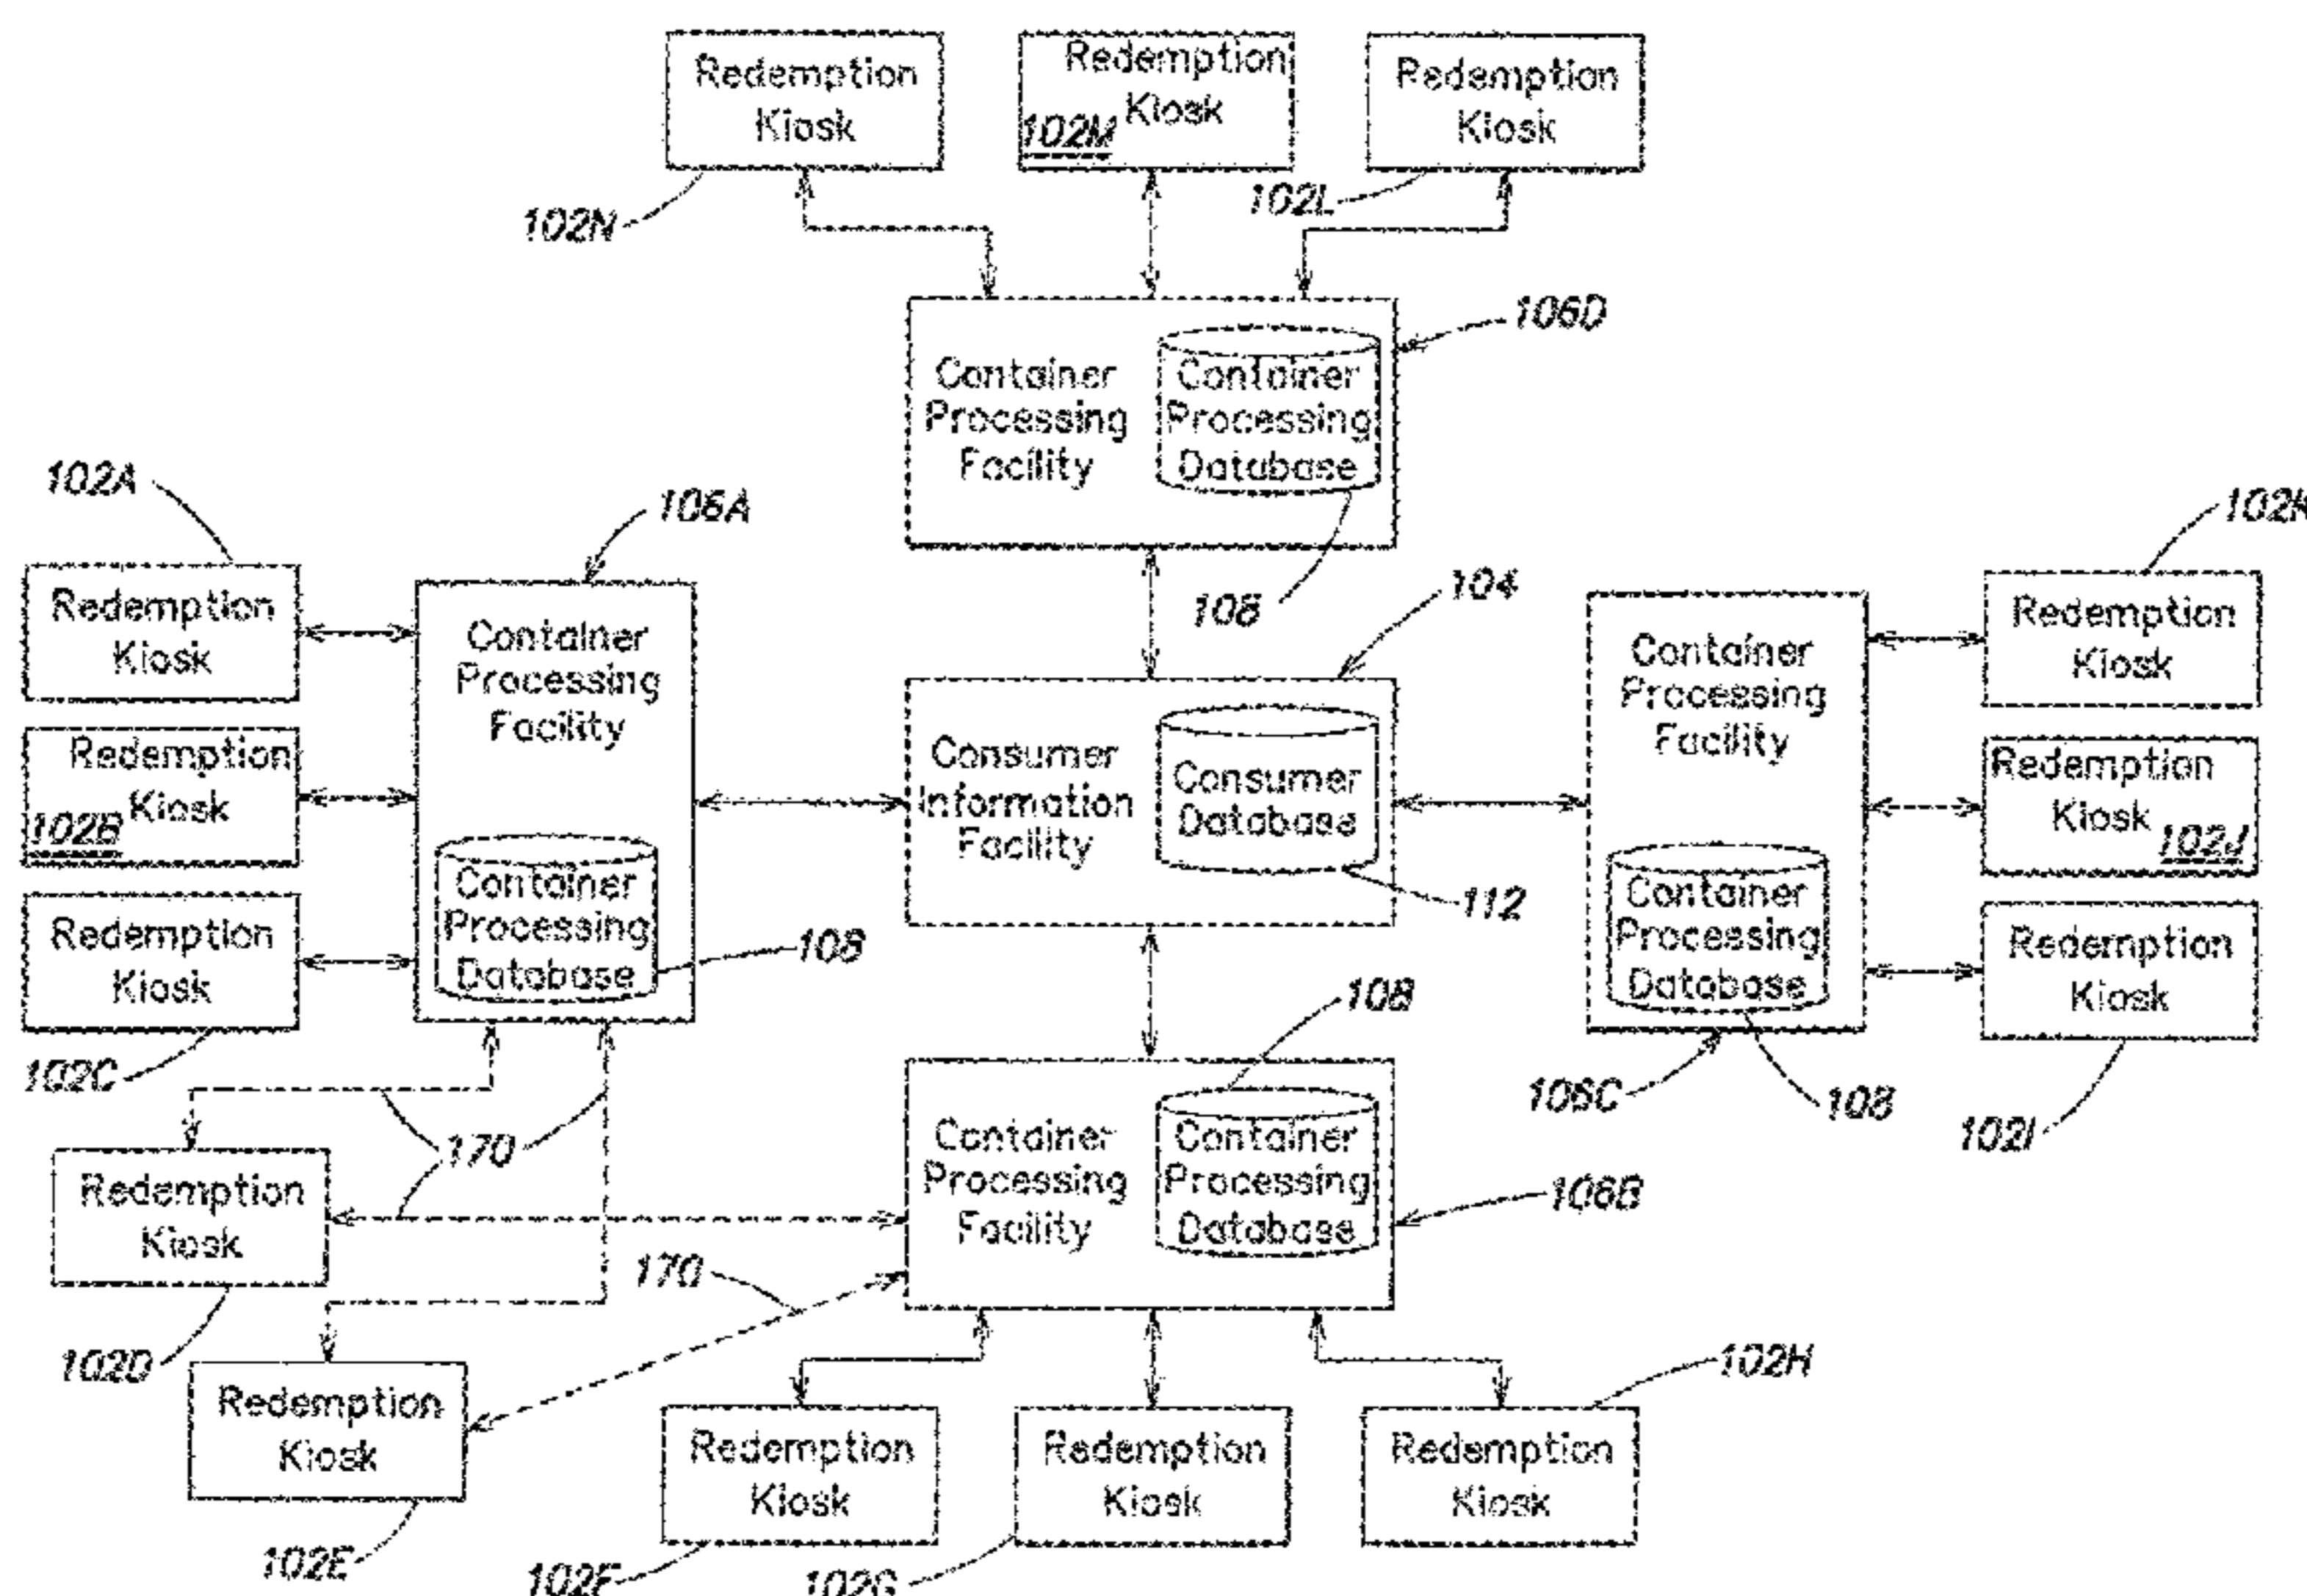 Redemption
Kiosk
102N
Redemption
Kiosk
102M
Redemption
Kiosk
102L
Container
Processing
Facility
Container
Processing
Database
106D
108
102A
Redemption
Kiosk
Redemption
Kiosk
102B
Redemption
Kiosk
102C
106A
Container
Processing
Facility
Container
Processing
Database
108
104
Consumer
Information
Facility
Consumer
Database
112
Container
Processing
Facility
Container
Processing
Database
106C
108
102K
Redemption
Kiosk
Redemption
Kiosk
102J
Redemption
Kiosk
102I
170
Redemption
Kiosk
102D
170
Redemption
Kiosk
102E
108
Container
Processing
Facility
Container
Processing
Database
106B
Redemption
Kiosk
102F
Redemption
Kiosk
102G
102H
Redemption
Kiosk